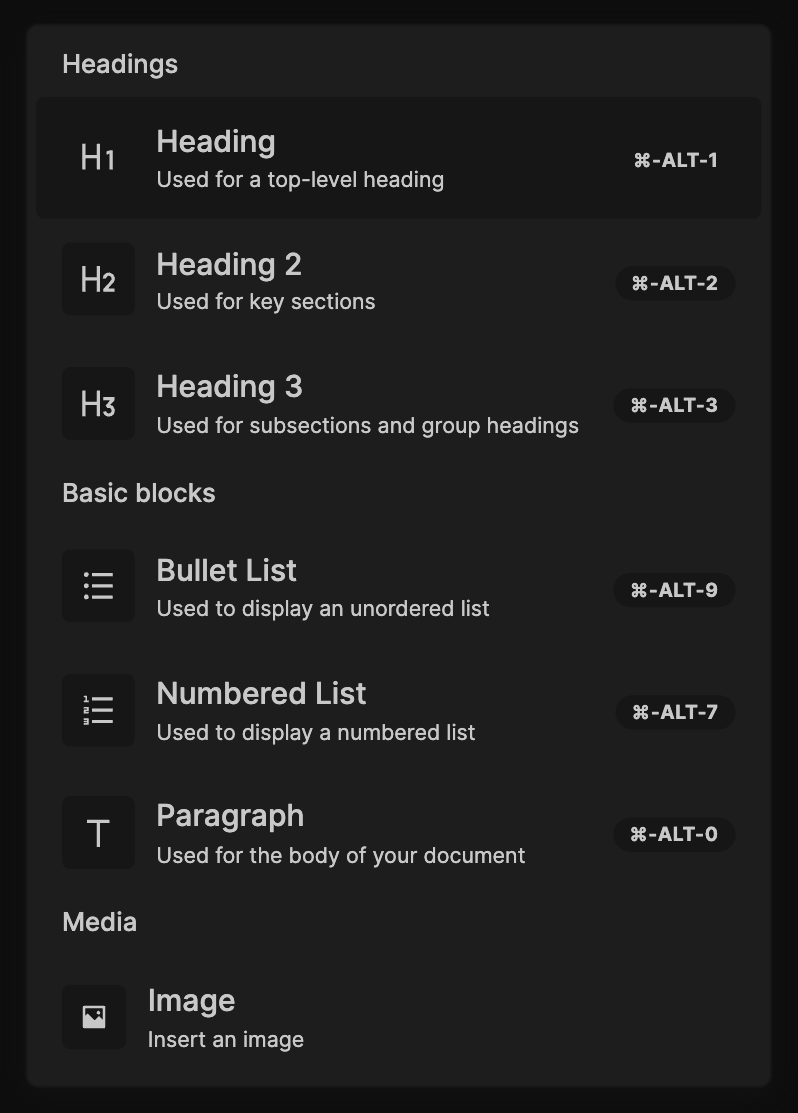 Headings
H1
Heading
Used for a top-level heading
⌘-ALT-1
H2
Heading 2
Used for key sections
⌘-ALT-2
H3
Heading 3
Used for subsections and group headings
⌘-ALT-3
Basic blocks
Bullet List
Used to display an unordered list
⌘-ALT-9
1
2
3
Numbered List
Used to display a numbered list
⌘-ALT-7
T
Paragraph
Used for the body of your document
⌘-ALT-0
Media
Image
Insert an image